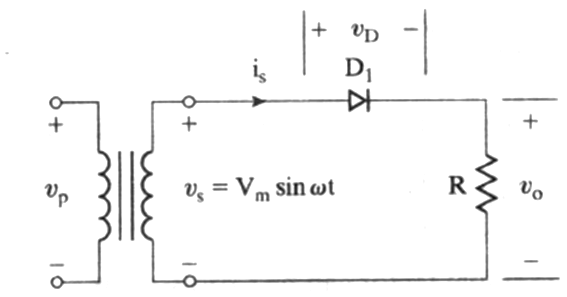 + v_D −
i_s D_1
+ + +
v_p v_s = V_m sin ωt R v_o
− − −